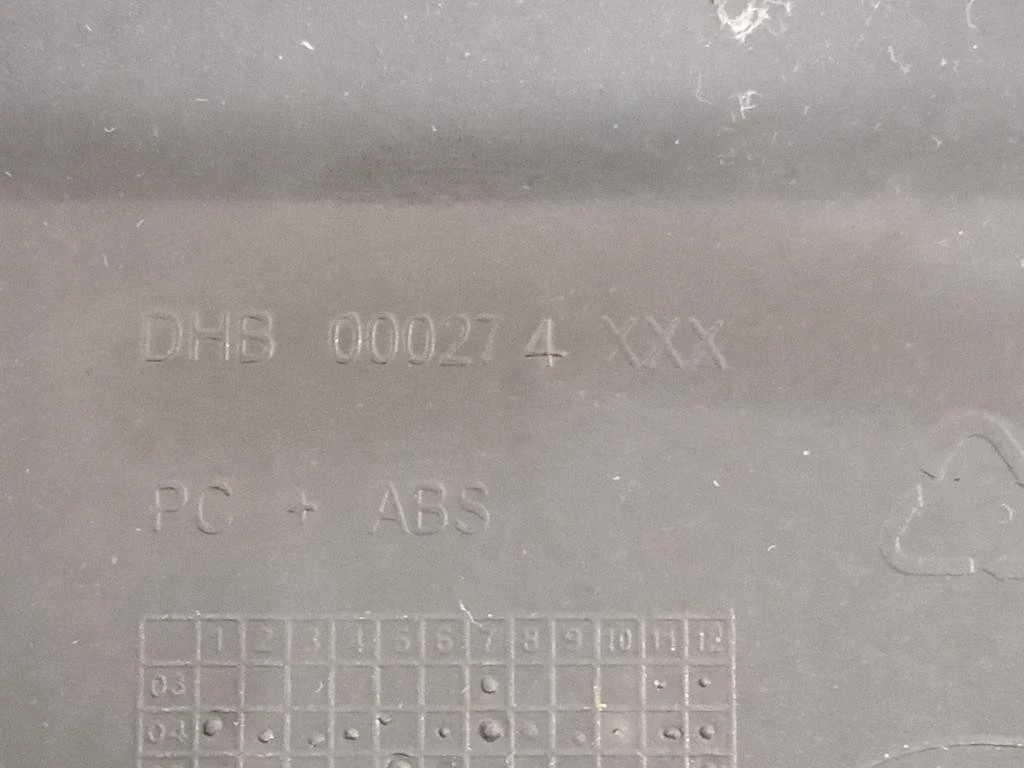 DHB 000274 XXX
PC + ABS
1 2 3 4 5 6 7 8 9 10 11 12
03
04